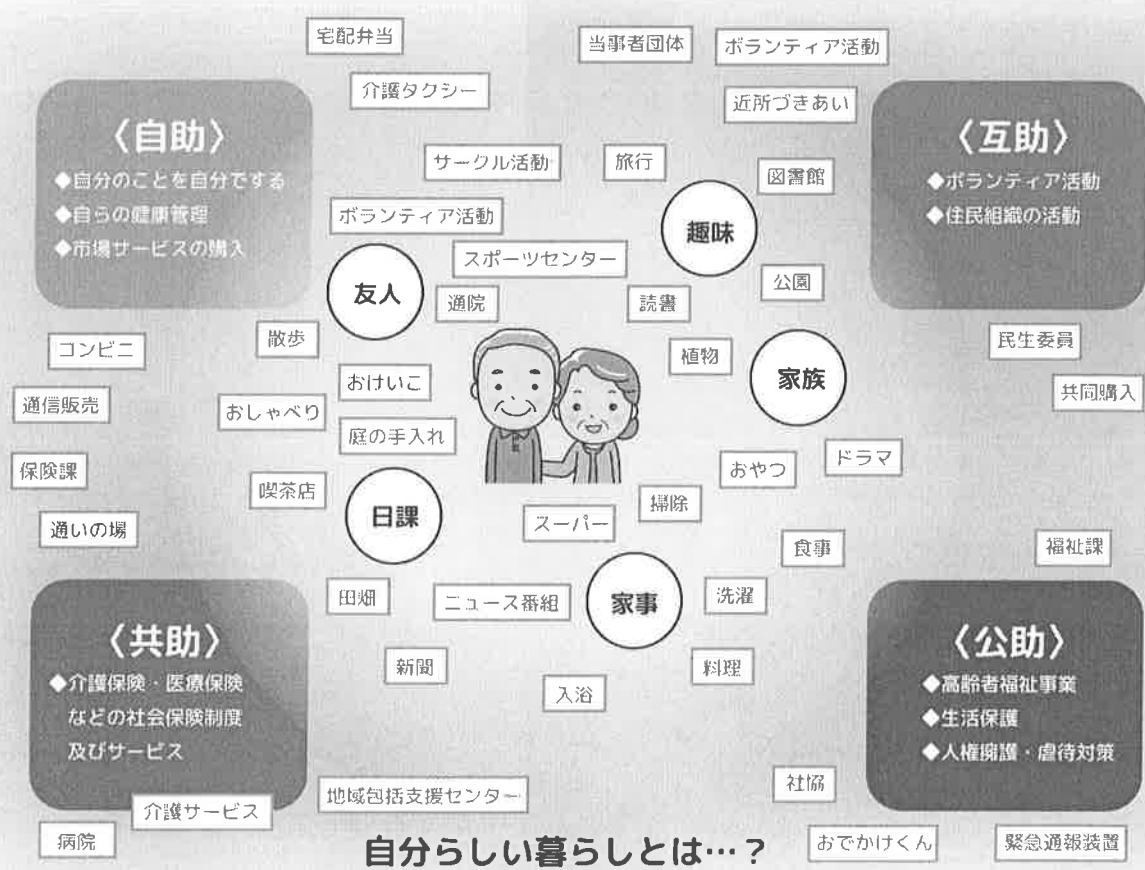 宅配弁当
当事者団体
ボランティア活動
介護タクシー
近所づきあい
〈自助〉
◆自分のことを自分でする
◆自らの健康管理
◆市場サービスの購入
〈互助〉
◆ボランティア活動
◆住民組織の活動
サークル活動
旅行
図書館
ボランティア活動
趣味
スポーツセンター
友人
通院
読書
公園
散歩
コンビニ
植物
民生委員
家族
おけいこ
通信販売
おしゃべり
共同購入
庭の手入れ
保険課
喫茶店
おやつ
ドラマ
日課
掃除
スーパー
通いの場
食事
福祉課
田畑
ニュース番組
家事
洗濯
〈共助〉
◆介護保険・医療保険
などの社会保険制度
及びサービス
〈公助〉
◆高齢者福祉事業
◆生活保護
◆人権擁護・虐待対策
新聞
料理
入浴
介護サービス
地域包括支援センター
社協
病院
自分らしい暮らしとは…？
おでかけくん
緊急通報装置